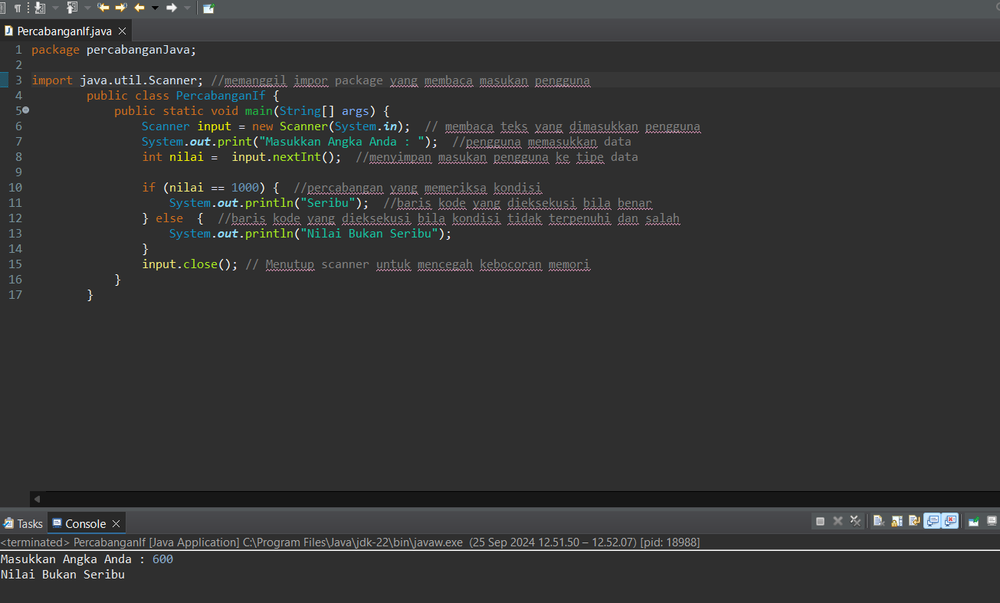 PercabanganIf.java
1 package percabanganJava;
2
3 import java.util.Scanner; //memanggil impor package yang membaca masukan pengguna
4         public class PercabanganIf {
5             public static void main(String[] args) {
6                 Scanner input = new Scanner(System.in);  // membaca teks yang dimasukkan pengguna
7                 System.out.print("Masukkan Angka Anda : ");  //pengguna memasukkan data
8                 int nilai =  input.nextInt();  //menyimpan masukan pengguna ke tipe data
9
10                 if (nilai == 1000) {  //percabangan yang memeriksa kondisi
11                     System.out.println("Seribu");  //baris kode yang dieksekusi bila benar
12                 } else  {  //baris kode yang dieksekusi bila kondisi tidak terpenuhi dan salah
13                     System.out.println("Nilai Bukan Seribu");
14                 }
15                 input.close(); // Menutup scanner untuk mencegah kebocoran memori
16             }
17         }
Tasks Console
<terminated> PercabanganIf [Java Application] C:\Program Files\Java\jdk-22\bin\javaw.exe  (25 Sep 2024 12.51.50 – 12.52.07) [pid: 18988]
Masukkan Angka Anda : 600
Nilai Bukan Seribu